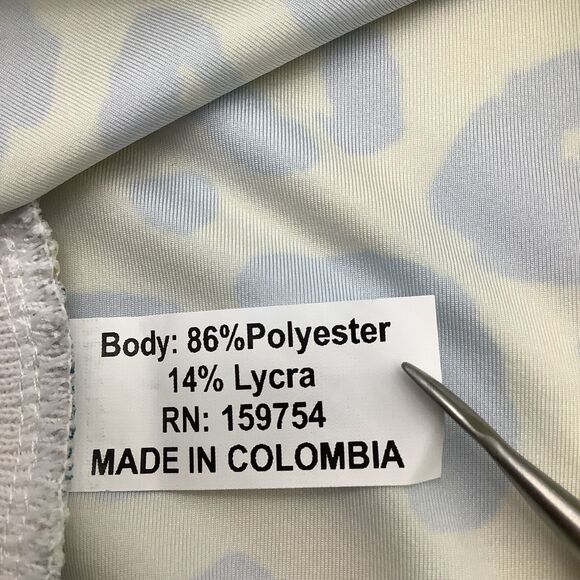 Body: 86%Polyester
14% Lycra
RN: 159754
MADE IN COLOMBIA